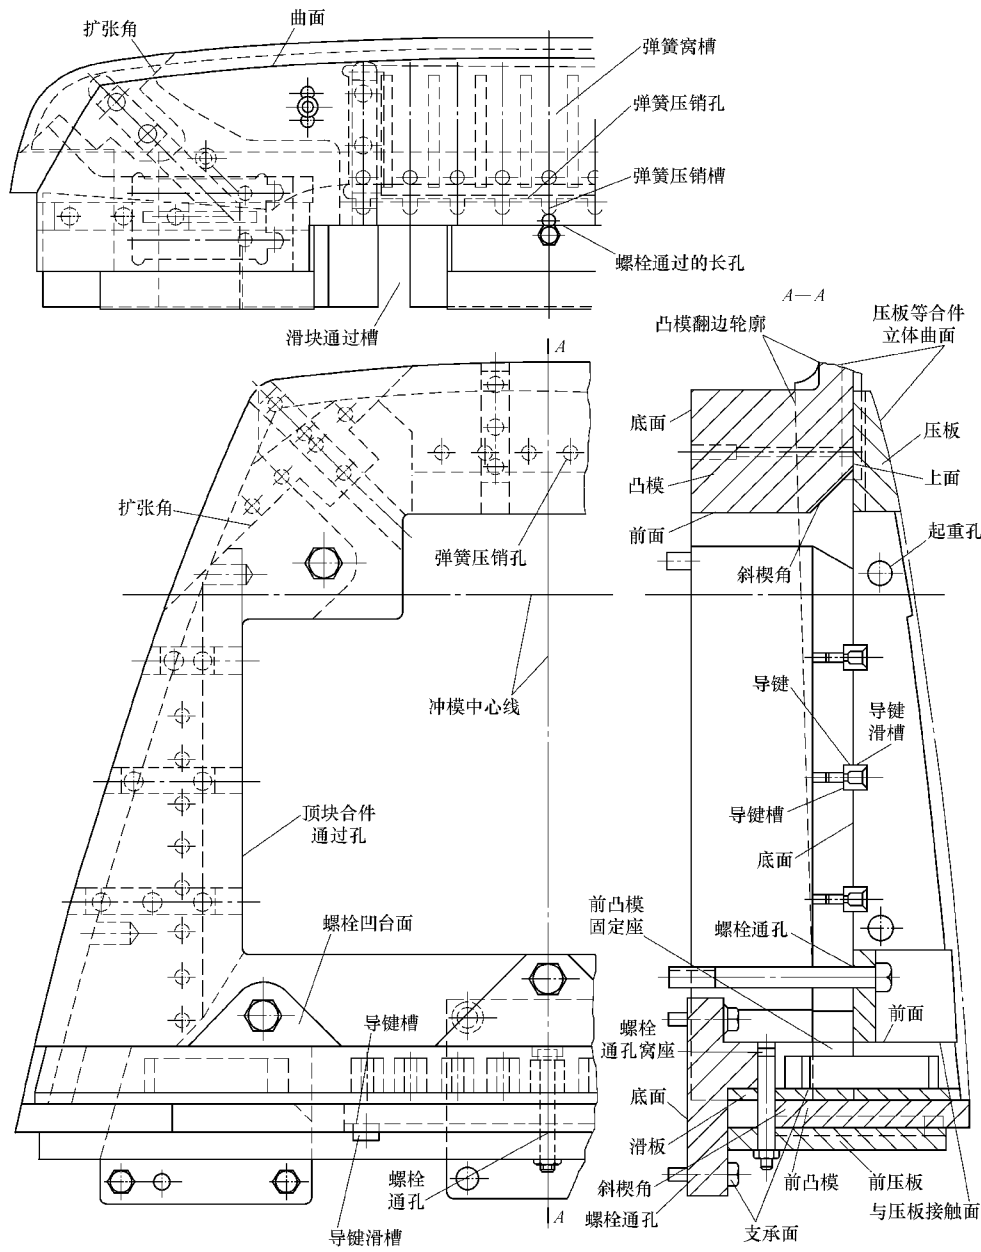 扩张角
曲面
弹簧窝槽
弹簧压销孔
弹簧压销槽
螺栓通过的长孔
滑块通过槽
A
A—A
凸模翻边轮廓
压板等合件
立体曲面
底面
压板
凸模
上面
前面
起重孔
斜楔角
扩张角
弹簧压销孔
冲模中心线
导键
导键
滑槽
导键槽
底面
顶块合件
通过孔
螺栓凹台面
前凸模
固定座
螺栓通孔
导键槽
螺栓
通孔窝座
前面
底面
滑板
斜楔角
螺栓通孔
前凸模
前压板
与压板接触面
支承面
螺栓
通孔
导键滑槽
A